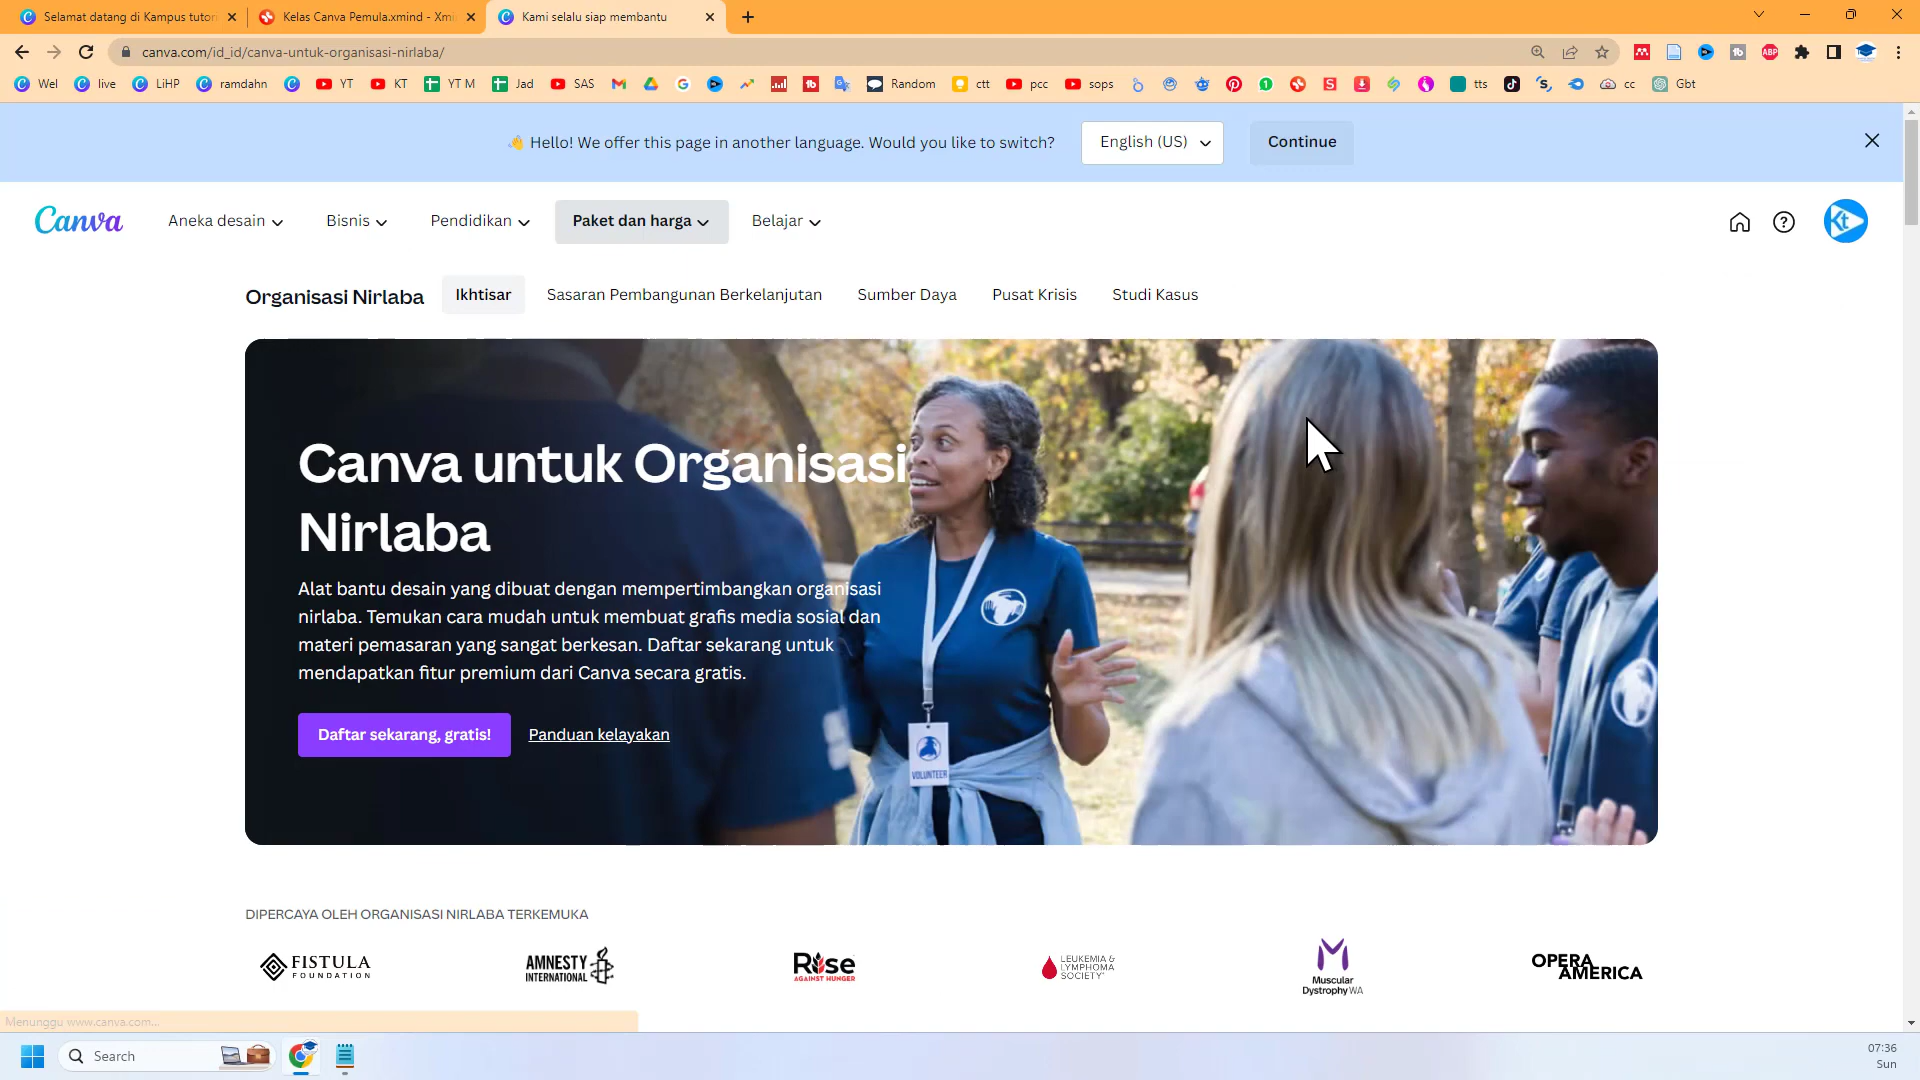 Selamat datang di Kampus tutori
Kelas Canva Pemula.xmind - Xmi
Kami selalu siap membantu
canva.com/id_id/canva-untuk-organisasi-nirlaba/
Wel
live
LiHP
ramdahn
YT
KT
YT M
Jad
SAS
Random
ctt
pcc
sops
tts
cc
Gbt
👋 Hello! We offer this page in another language. Would you like to switch?
English (US)
Continue
Canva
Aneka desain
Bisnis
Pendidikan
Paket dan harga
Belajar
Kt
Organisasi Nirlaba
Ikhtisar
Sasaran Pembangunan Berkelanjutan
Sumber Daya
Pusat Krisis
Studi Kasus
Canva untuk Organisasi
Nirlaba
Alat bantu desain yang dibuat dengan mempertimbangkan organisasi
nirlaba. Temukan cara mudah untuk membuat grafis media sosial dan
materi pemasaran yang sangat berkesan. Daftar sekarang untuk
mendapatkan fitur premium dari Canva secara gratis.
Daftar sekarang, gratis!
Panduan kelayakan
VOLUNTEER
DIPERCAYA OLEH ORGANISASI NIRLABA TERKEMUKA
FISTULA
FOUNDATION
AMNESTY
INTERNATIONAL
Rise
AGAINST HUNGER
LEUKEMIA &
LYMPHOMA
SOCIETY
Muscular
DystrophyWA
OPERA
AMERICA
Menunggu www.canva.com...
Search
07:36
Sun